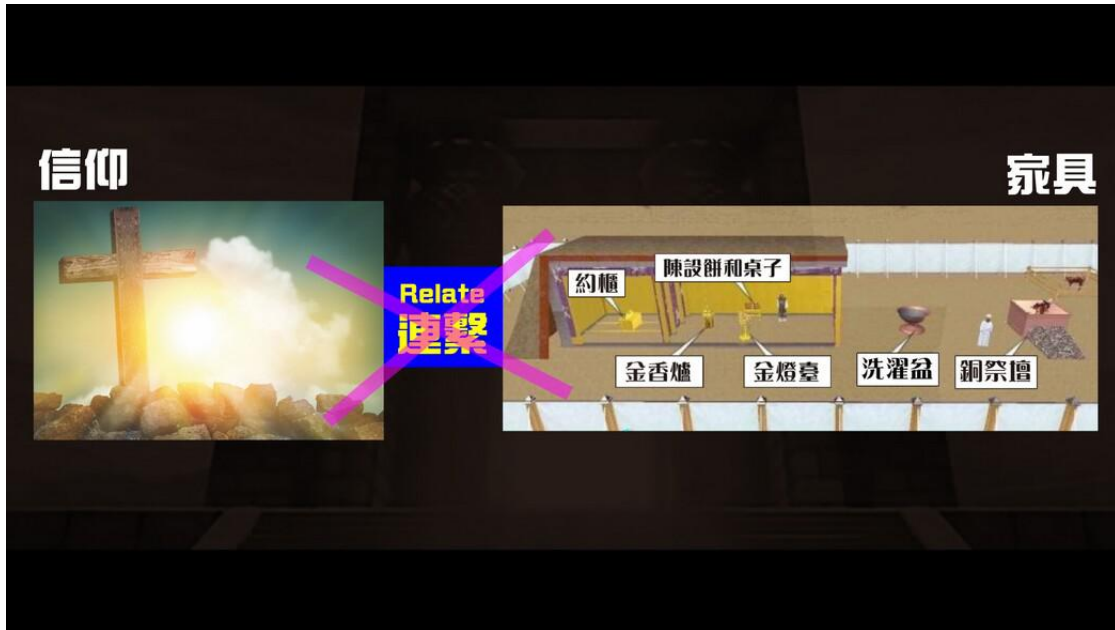 信仰
家具
Relate
連繫
約櫃
陳設餅和桌子
金香爐
金燈臺
洗濯盆
銅祭壇